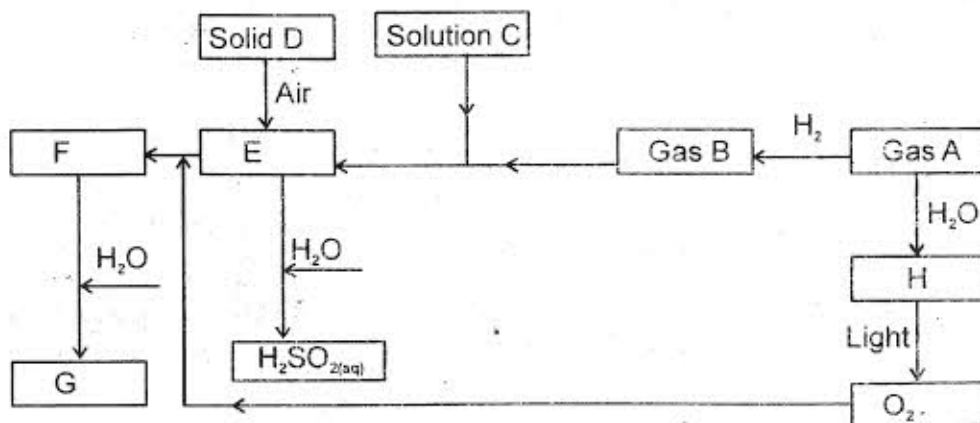 Solid D
Solution C
Air
F
E
Gas B
H₂
Gas A
H₂O
H₂O
H₂O
H
Light
G
H₂SO₂(aq)
O₂